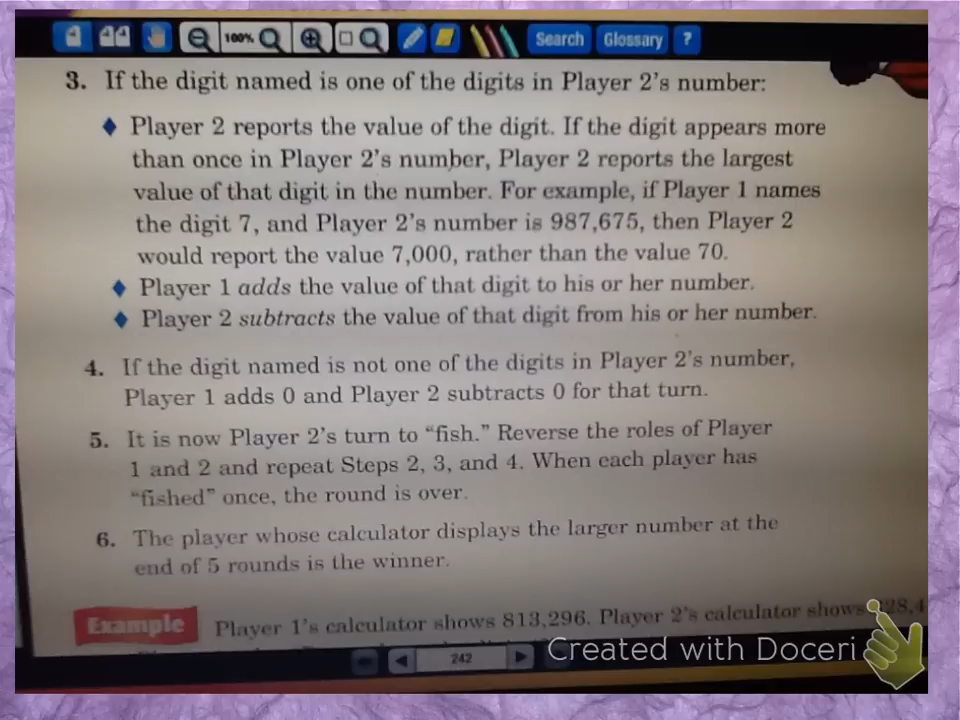 100%
Search
Glossary
?
3. If the digit named is one of the digits in Player 2's number:
♦ Player 2 reports the value of the digit. If the digit appears more
than once in Player 2's number, Player 2 reports the largest
value of that digit in the number. For example, if Player 1 names
the digit 7, and Player 2's number is 987,675, then Player 2
would report the value 7,000, rather than the value 70.
♦ Player 1 adds the value of that digit to his or her number.
♦ Player 2 subtracts the value of that digit from his or her number.
4. If the digit named is not one of the digits in Player 2's number,
Player 1 adds 0 and Player 2 subtracts 0 for that turn.
5. It is now Player 2's turn to “fish.” Reverse the roles of Player
1 and 2 and repeat Steps 2, 3, and 4. When each player has
“fished” once, the round is over.
6. The player whose calculator displays the larger number at the
end of 5 rounds is the winner.
Example Player 1's calculator shows 813,296. Player 2's calculator shows
242
Created with Doceri